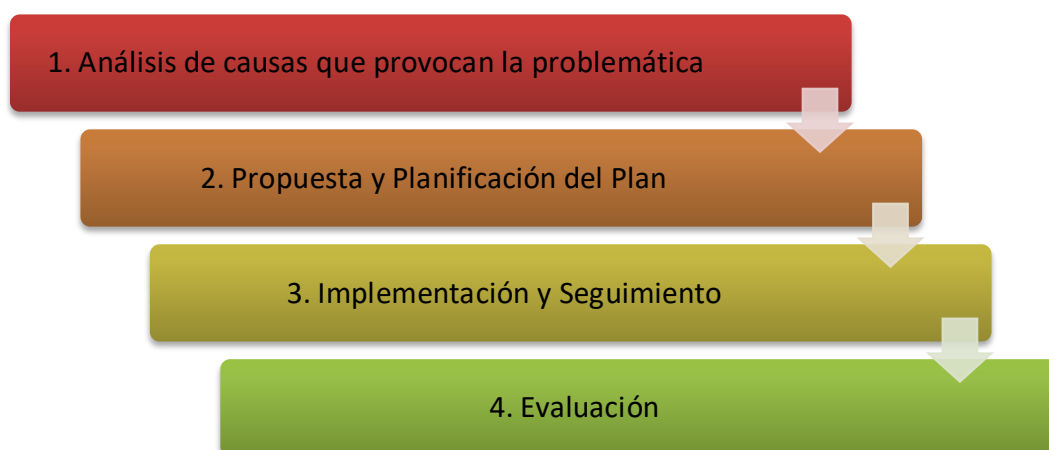 1. Análisis de causas que provocan la problemática
2. Propuesta y Planificación del Plan
3. Implementación y Seguimiento
4. Evaluación